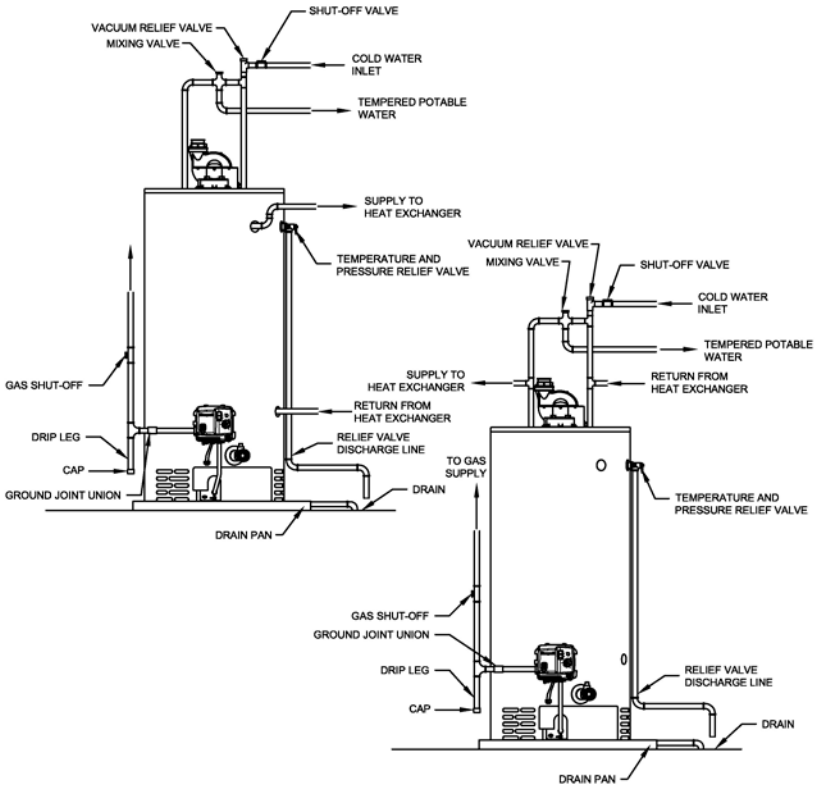 SHUT-OFF VALVE
VACUUM RELIEF VALVE
MIXING VALVE
COLD WATER
INLET
TEMPERED POTABLE
WATER
SUPPLY TO
HEAT EXCHANGER
TEMPERATURE AND
PRESSURE RELIEF VALVE
GAS SHUT-OFF
RETURN FROM
HEAT EXCHANGER
DRIP LEG
RELIEF VALVE
DISCHARGE LINE
CAP
GROUND JOINT UNION
DRAIN
DRAIN PAN
VACUUM RELIEF VALVE
MIXING VALVE
SHUT-OFF VALVE
COLD WATER
INLET
TEMPERED POTABLE
WATER
SUPPLY TO
HEAT EXCHANGER
RETURN FROM
HEAT EXCHANGER
TO GAS
SUPPLY
TEMPERATURE AND
PRESSURE RELIEF VALVE
GAS SHUT-OFF
GROUND JOINT UNION
DRIP LEG
RELIEF VALVE
DISCHARGE LINE
CAP
DRAIN
DRAIN PAN